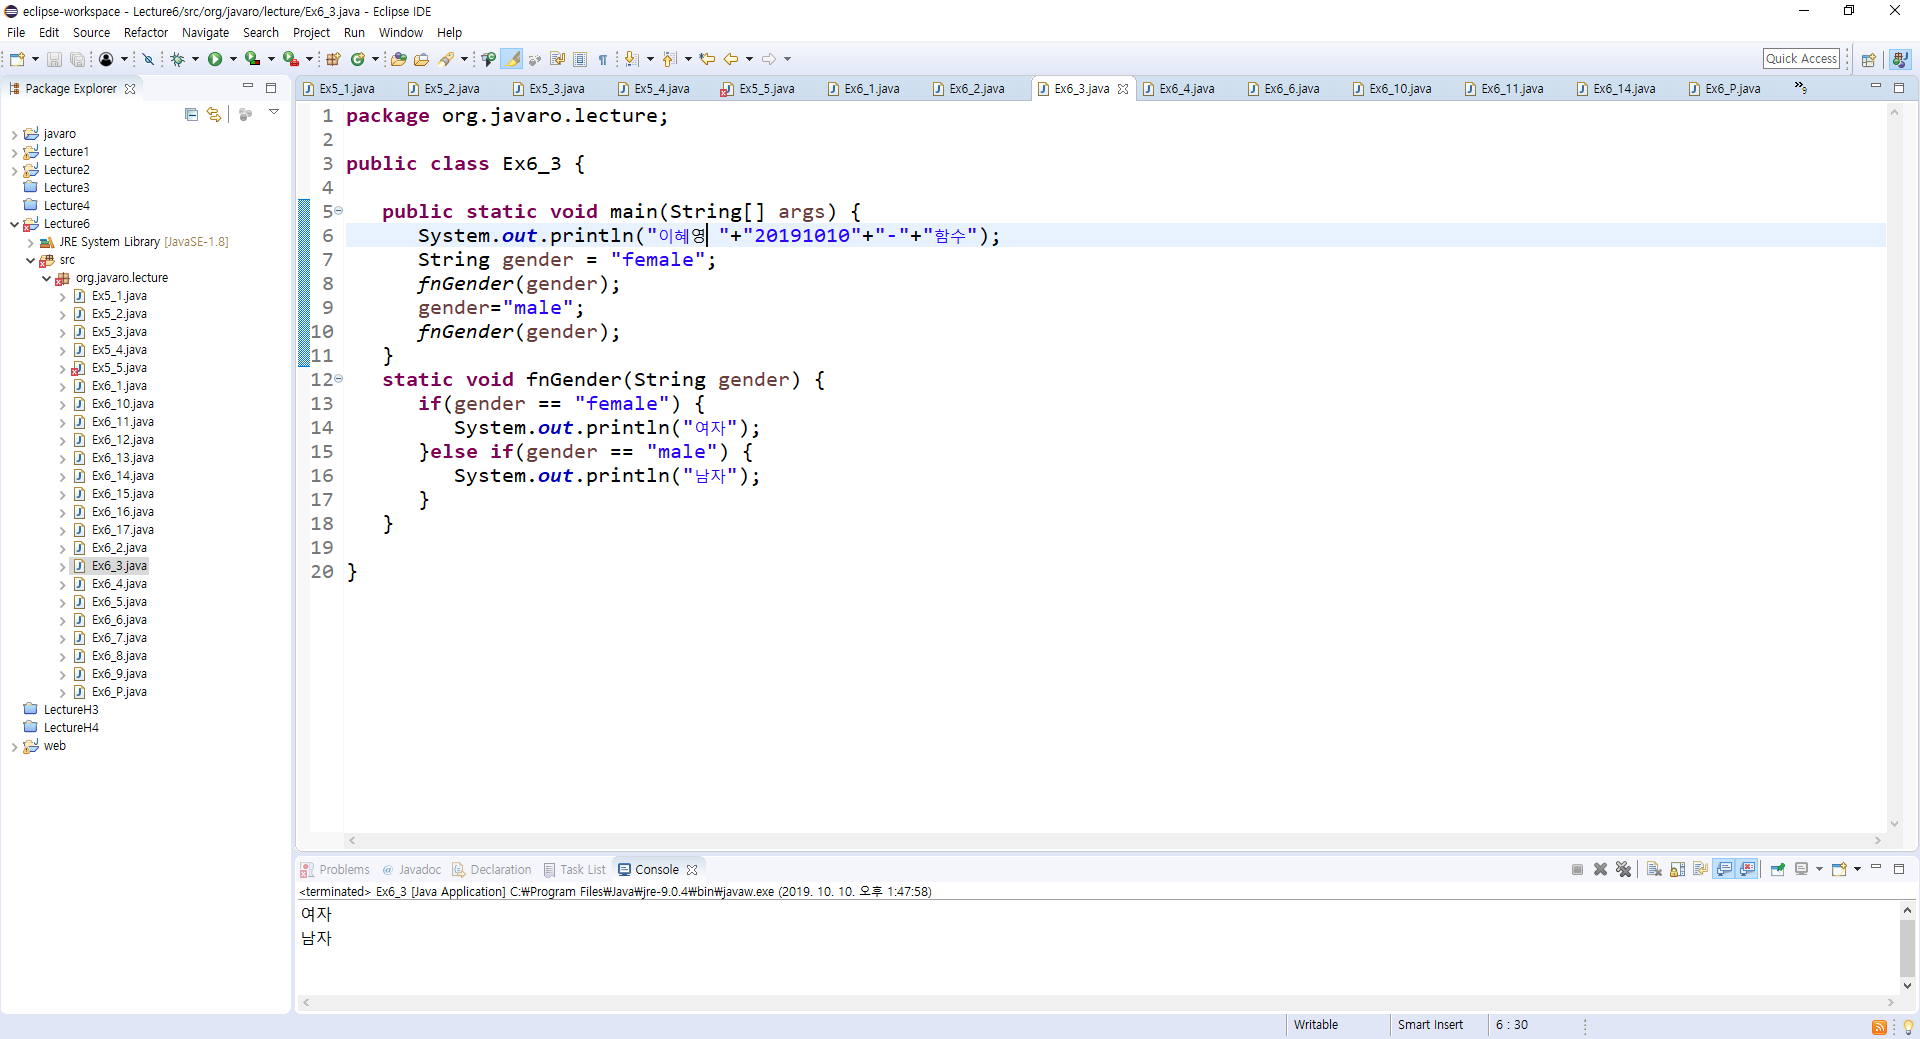 eclipse-workspace - Lecture6/src/org/javaro/lecture/Ex6_3.java - Eclipse IDE
File Edit Source Refactor Navigate Search Project Run Window Help
Quick Access
Package Explorer
javaro
Lecture1
Lecture2
Lecture3
Lecture4
Lecture6
JRE System Library [JavaSE-1.8]
src
org.javaro.lecture
Ex5_1.java
Ex5_2.java
Ex5_3.java
Ex5_4.java
Ex5_5.java
Ex6_1.java
Ex6_10.java
Ex6_11.java
Ex6_12.java
Ex6_13.java
Ex6_14.java
Ex6_15.java
Ex6_16.java
Ex6_17.java
Ex6_2.java
Ex6_3.java
Ex6_4.java
Ex6_5.java
Ex6_6.java
Ex6_7.java
Ex6_8.java
Ex6_9.java
Ex6_P.java
LectureH3
LectureH4
web
Ex5_1.java Ex5_2.java Ex5_3.java Ex5_4.java Ex5_5.java Ex6_1.java Ex6_2.java Ex6_3.java Ex6_4.java Ex6_6.java Ex6_10.java Ex6_11.java Ex6_14.java Ex6_P.java »9
1 package org.javaro.lecture;
2
3 public class Ex6_3 {
4
5 public static void main(String[] args) {
6 System.out.println("이혜영 "+"20191010"+"-"+"함수");
7 String gender = "female";
8 fnGender(gender);
9 gender="male";
10 fnGender(gender);
11 }
12 static void fnGender(String gender) {
13 if(gender == "female") {
14 System.out.println("여자");
15 }else if(gender == "male") {
16 System.out.println("남자");
17 }
18 }
19
20 }
Problems @ Javadoc Declaration Task List Console
<terminated> Ex6_3 [Java Application] C:₩Program Files₩Java₩jre-9.0.4₩bin₩javaw.exe (2019. 10. 10. 오후 1:47:58)
여자
남자
Writable Smart Insert 6 : 30